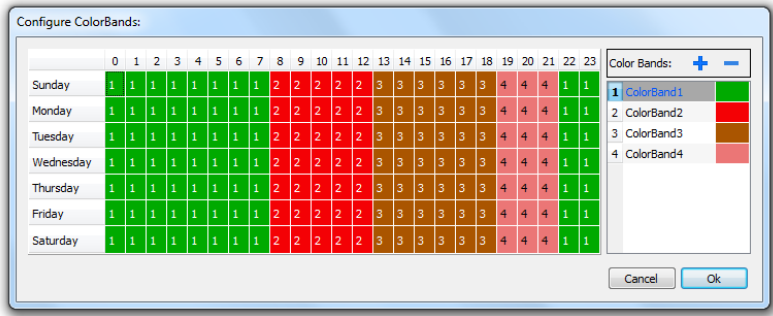 Configure ColorBands:
0 1 2 3 4 5 6 7 8 9 10 11 12 13 14 15 16 17 18 19 20 21 22 23 Color Bands: + −
Sunday 1 1 1 1 1 1 1 1 2 2 2 2 2 3 3 3 3 3 3 4 4 4 1 1 1 ColorBand1
Monday 1 1 1 1 1 1 1 1 2 2 2 2 2 3 3 3 3 3 3 4 4 4 1 1 2 ColorBand2
Tuesday 1 1 1 1 1 1 1 1 2 2 2 2 2 3 3 3 3 3 3 4 4 4 1 1 3 ColorBand3
Wednesday 1 1 1 1 1 1 1 1 2 2 2 2 2 3 3 3 3 3 3 4 4 4 1 1 4 ColorBand4
Thursday 1 1 1 1 1 1 1 1 2 2 2 2 2 3 3 3 3 3 3 4 4 4 1 1
Friday 1 1 1 1 1 1 1 1 2 2 2 2 2 3 3 3 3 3 3 4 4 4 1 1
Saturday 1 1 1 1 1 1 1 1 2 2 2 2 2 3 3 3 3 3 3 4 4 4 1 1
Cancel Ok